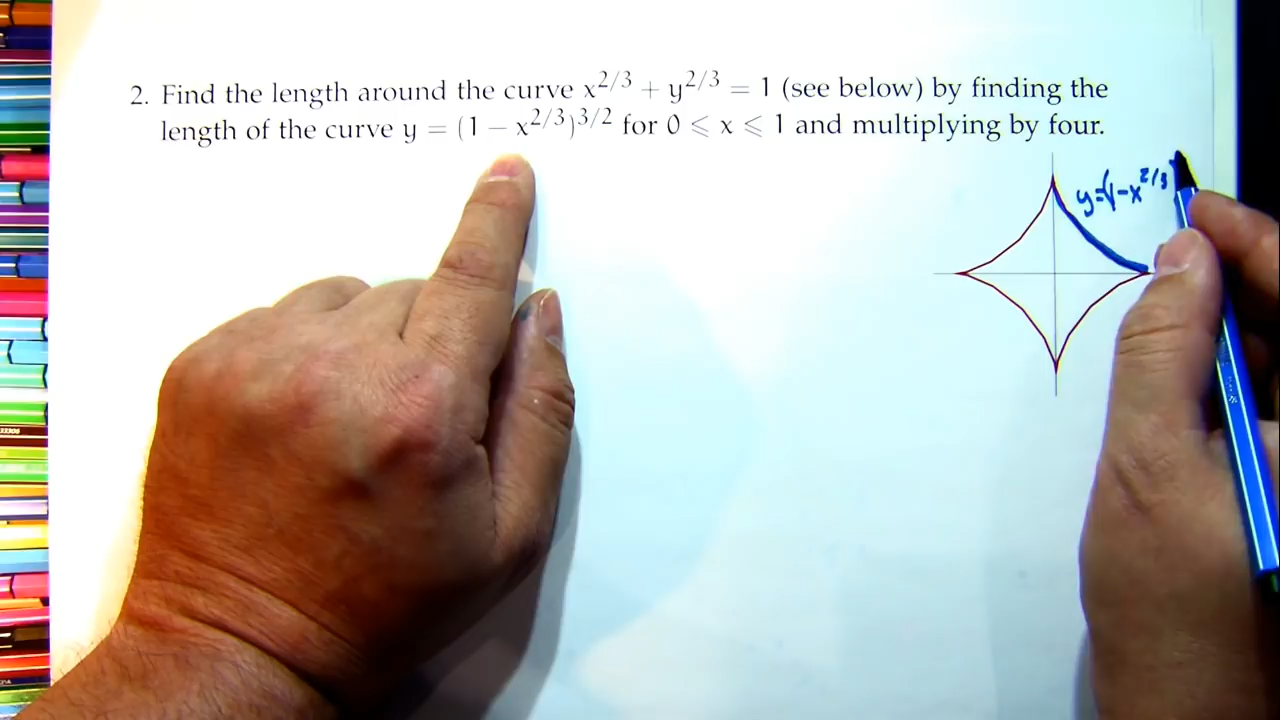 2. Find the length around the curve x^{2/3} + y^{2/3} = 1 (see below) by finding the
length of the curve y = (1 − x^{2/3})^{3/2} for 0 ⩽ x ⩽ 1 and multiplying by four.
y=(1-x^{2/3}